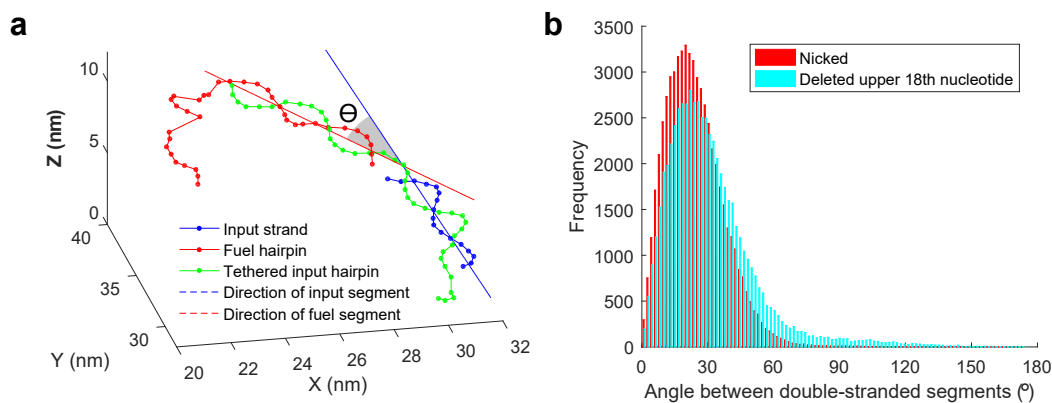 a
10
5
0
Z (nm)
40
35
30
Y (nm)
20
22
24
26
28
30
32
X (nm)
Θ
Input strand
Fuel hairpin
Tethered input hairpin
Direction of input segment
Direction of fuel segment
b
Nicked
Deleted upper 18th nucleotide
3500
3000
2500
2000
1500
1000
500
0
Frequency
0 30 60 90 120 150 180
Angle between double-stranded segments (º)